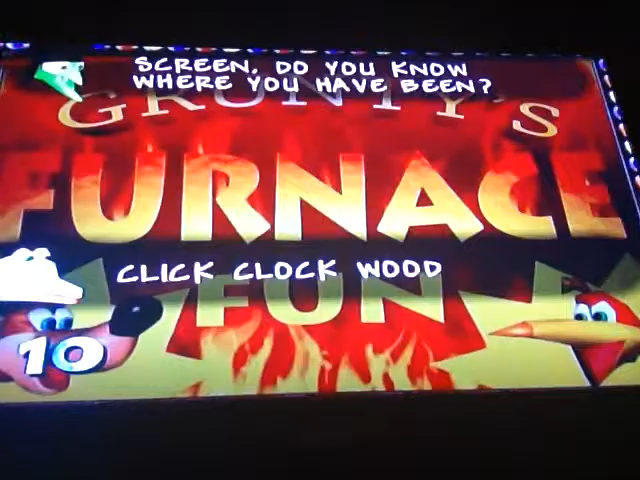 SCREEN, DO YOU KNOW
WHERE YOU HAVE BEEN?
GRUNTY'S
FURNACE
CLICK CLOCK WOOD
FUN
10